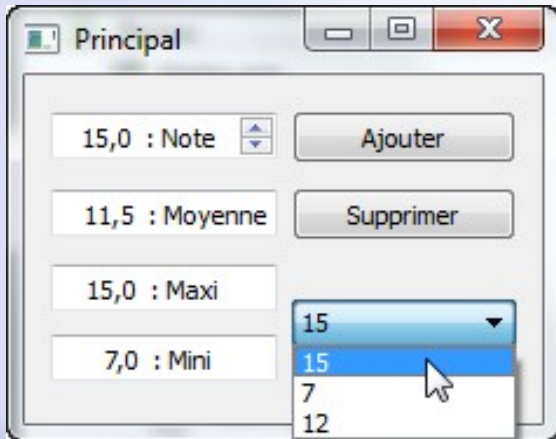 Principal
15,0 : Note
Ajouter
11,5 : Moyenne
Supprimer
15,0 : Maxi
7,0 : Mini
15
15
7
12